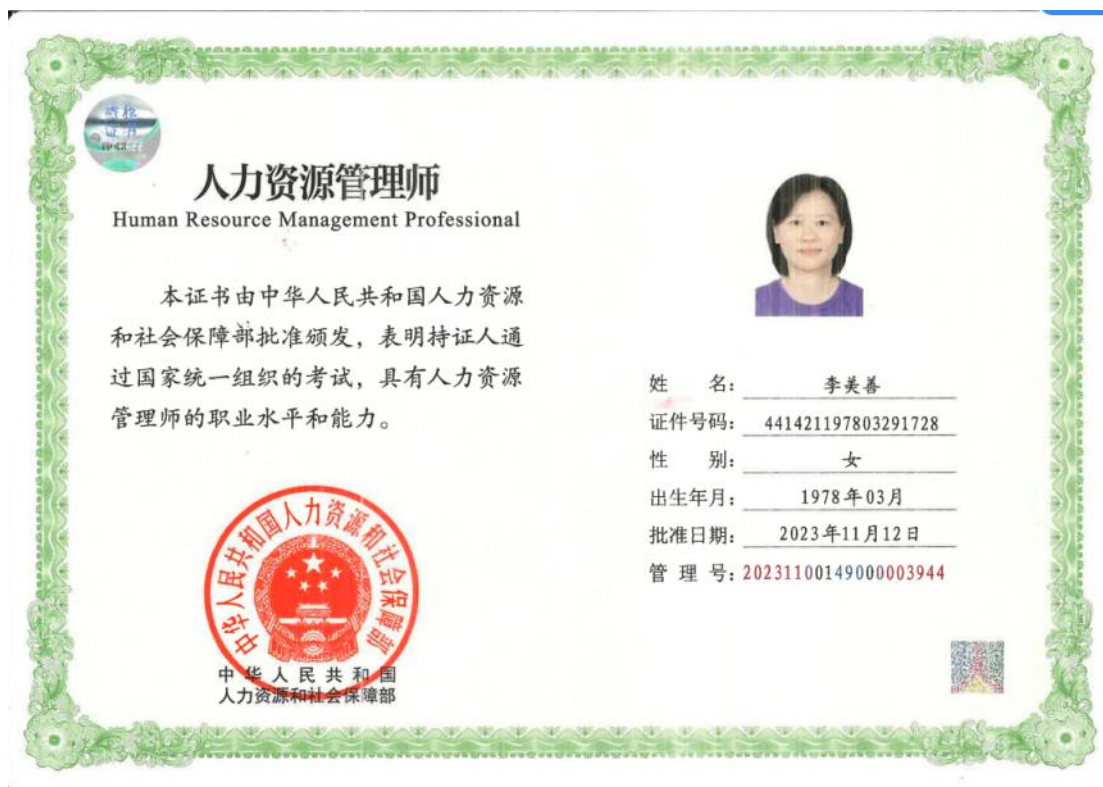 人力资源管理师
Human Resource Management Professional
本证书由中华人民共和国人力资源
和社会保障部批准颁发，表明持证人通
过国家统一组织的考试，具有人力资源
管理师的职业水平和能力。
中华人民共和国人力资源和社会保障部
中华人民共和国
人力资源和社会保障部
姓 名：李美善
证件号码：441421197803291728
性 别：女
出生年月：1978年03月
批准日期：2023年11月12日
管 理 号：20231100149000003944